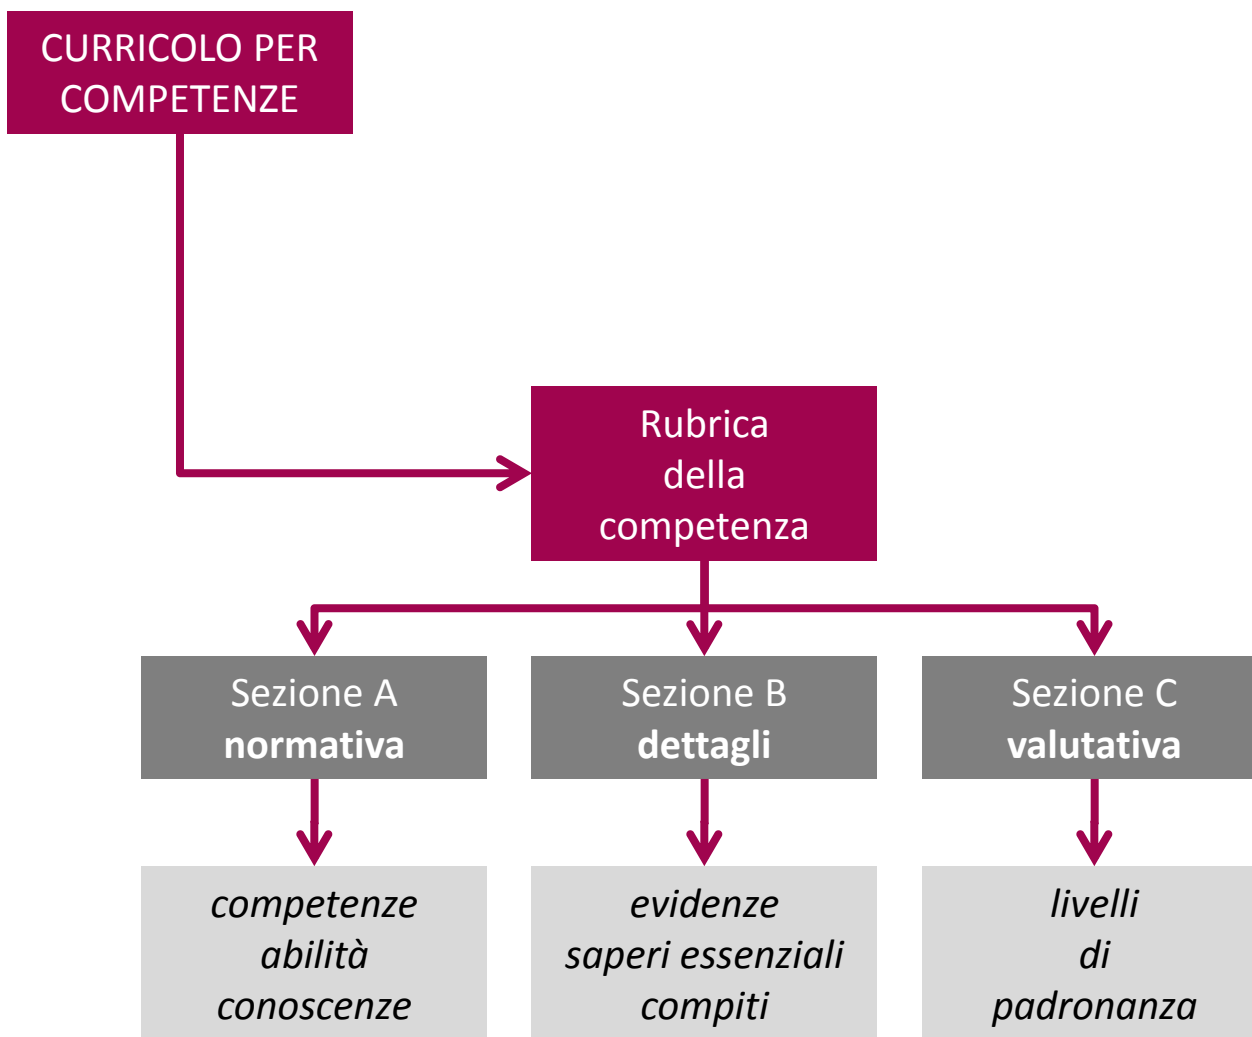 CURRICOLO PER
COMPETENZE
Rubrica
della
competenza
Sezione A
normativa
Sezione B
dettagli
Sezione C
valutativa
competenze
abilità
conoscenze
evidenze
saperi essenziali
compiti
livelli
di
padronanza